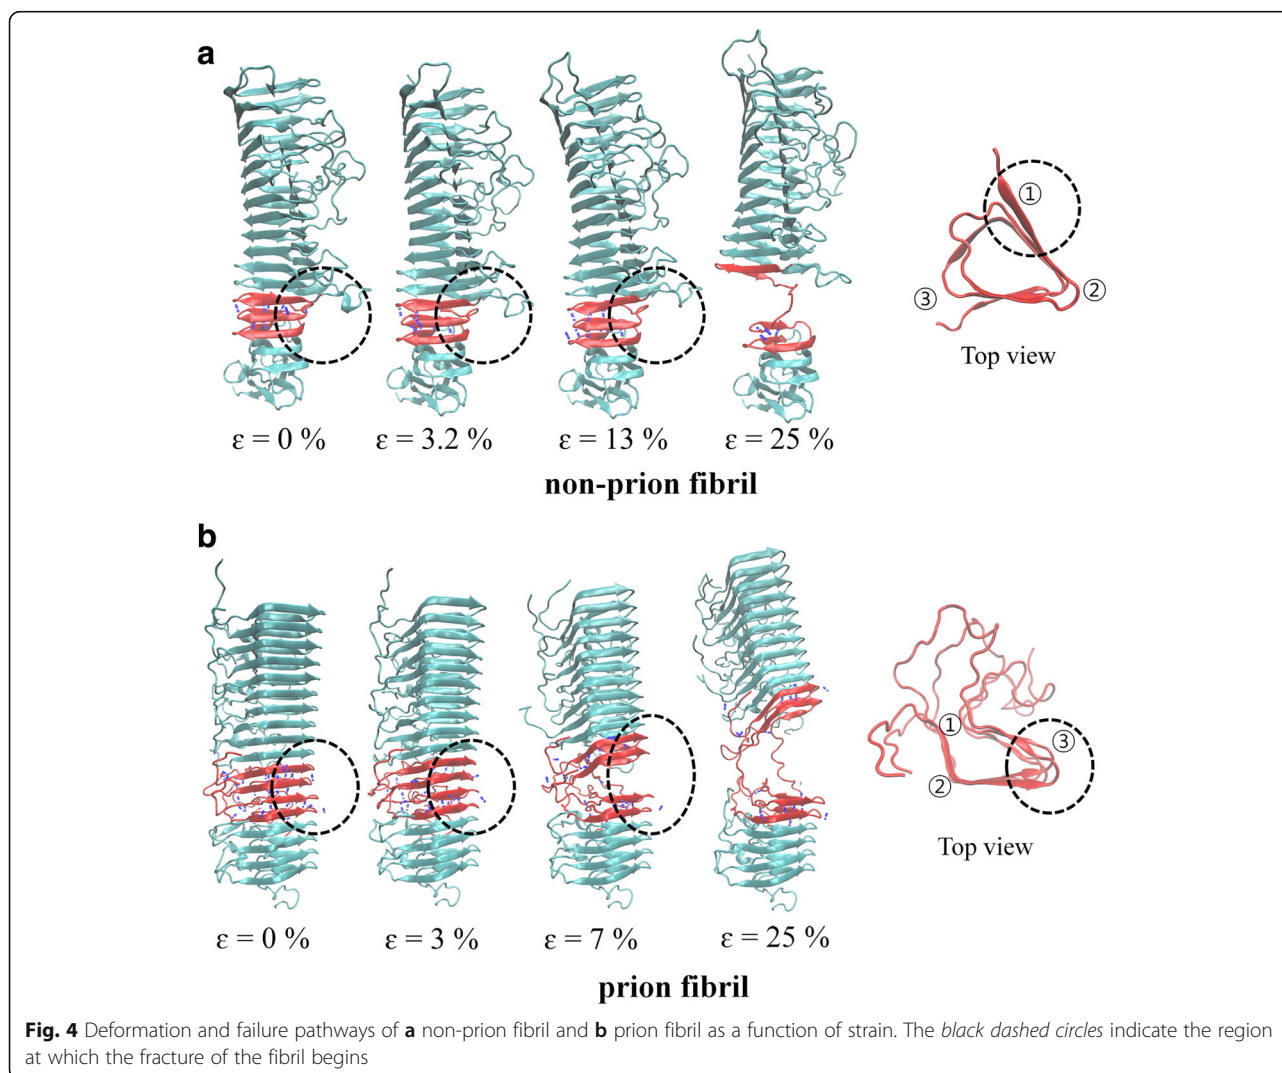 a
①
②
③
Top view
ε = 0 %
ε = 3.2 %
ε = 13 %
ε = 25 %
non-prion fibril
b
①
③
②
Top view
ε = 0 %
ε = 3 %
ε = 7 %
ε = 25 %
prion fibril
Fig. 4 Deformation and failure pathways of a non-prion fibril and b prion fibril as a function of strain. The black dashed circles indicate the region
at which the fracture of the fibril begins